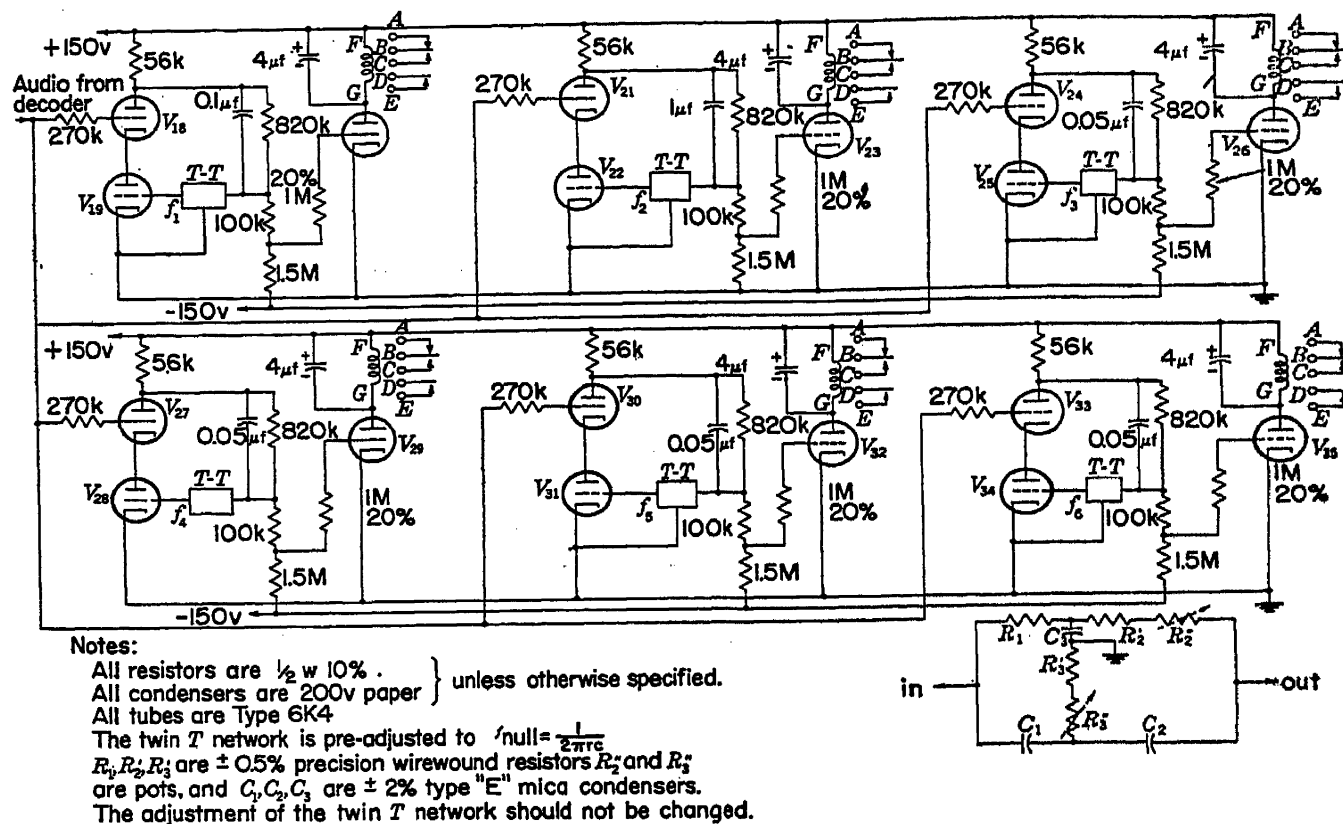 +150v 56k 4μf F A B C D E G 56k F A B C D E G 56k 4μf F A B C D E G
Audio from decoder
270k V18 0.1μf 820k 270k V21 1μf 820k V23 270k V24 0.05μf 820k V26
V19 T-T f1 100k 20% 1M V22 T-T f2 100k 1M 20% V25 T-T f3 100k 1M 20%
1.5M 1.5M 1.5M
-150v
+150v 56k 4μf F A B C D E G 56k F A B C D E G 56k 4μf F A B C D E G
270k V27 0.05μf 820k V29 270k V30 0.05μf 820k V32 270k V33 0.05μf 820k V35
V28 T-T f4 100k 1M 20% V31 T-T f5 100k 1M 20% V34 T-T f6 100k 1M 20%
1.5M 1.5M 1.5M
-150v
Notes:
All resistors are ½ w 10% .
All condensers are 200v paper } unless otherwise specified.
All tubes are Type 6K4
The twin T network is pre-adjusted to fnull= 1/2πrc
R1, R2', R3' are ± 0.5% precision wirewound resistors R2" and R3"
are pots, and C1, C2, C3 are ± 2% type "E" mica condensers.
The adjustment of the twin T network should not be changed.
R1 C3 R2' R2"
R3'
in out
R3"
C1 C2